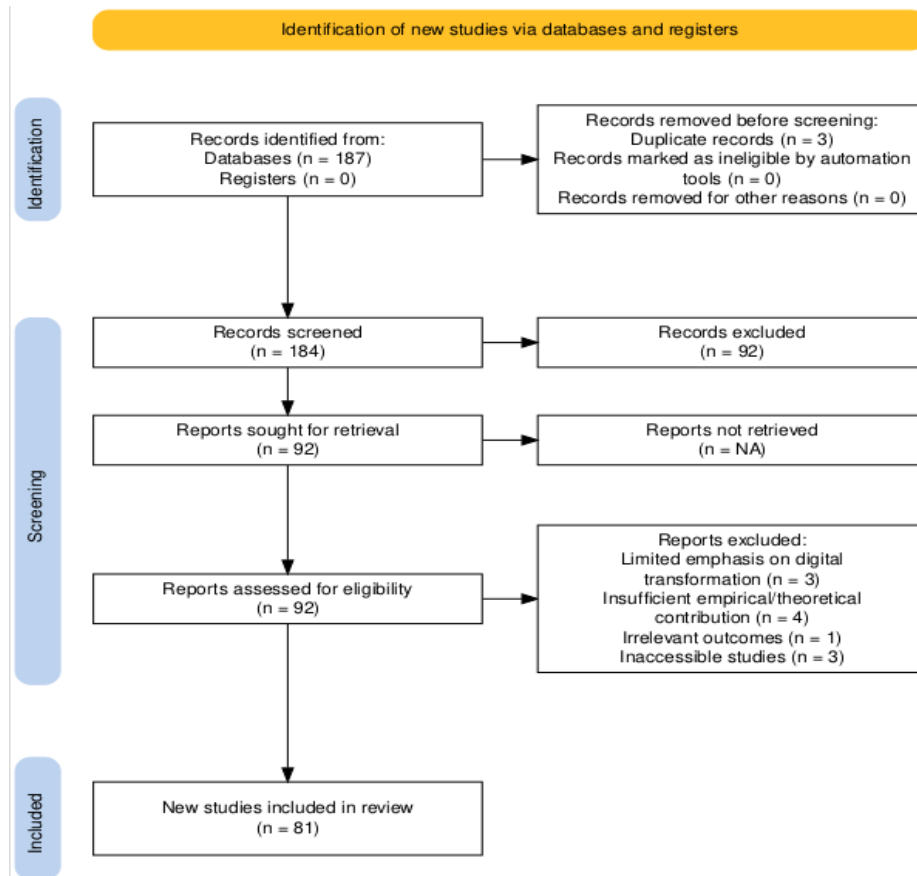 Identification of new studies via databases and registers
Identification
Records identified from:
Databases (n = 187)
Registers (n = 0)
Records removed before screening:
Duplicate records (n = 3)
Records marked as ineligible by automation
tools (n = 0)
Records removed for other reasons (n = 0)
Screening
Records screened
(n = 184)
Records excluded
(n = 92)
Reports sought for retrieval
(n = 92)
Reports not retrieved
(n = NA)
Reports assessed for eligibility
(n = 92)
Reports excluded:
Limited emphasis on digital
transformation (n = 3)
Insufficient empirical/theoretical
contribution (n = 4)
Irrelevant outcomes (n = 1)
Inaccessible studies (n = 3)
Included
New studies included in review
(n = 81)